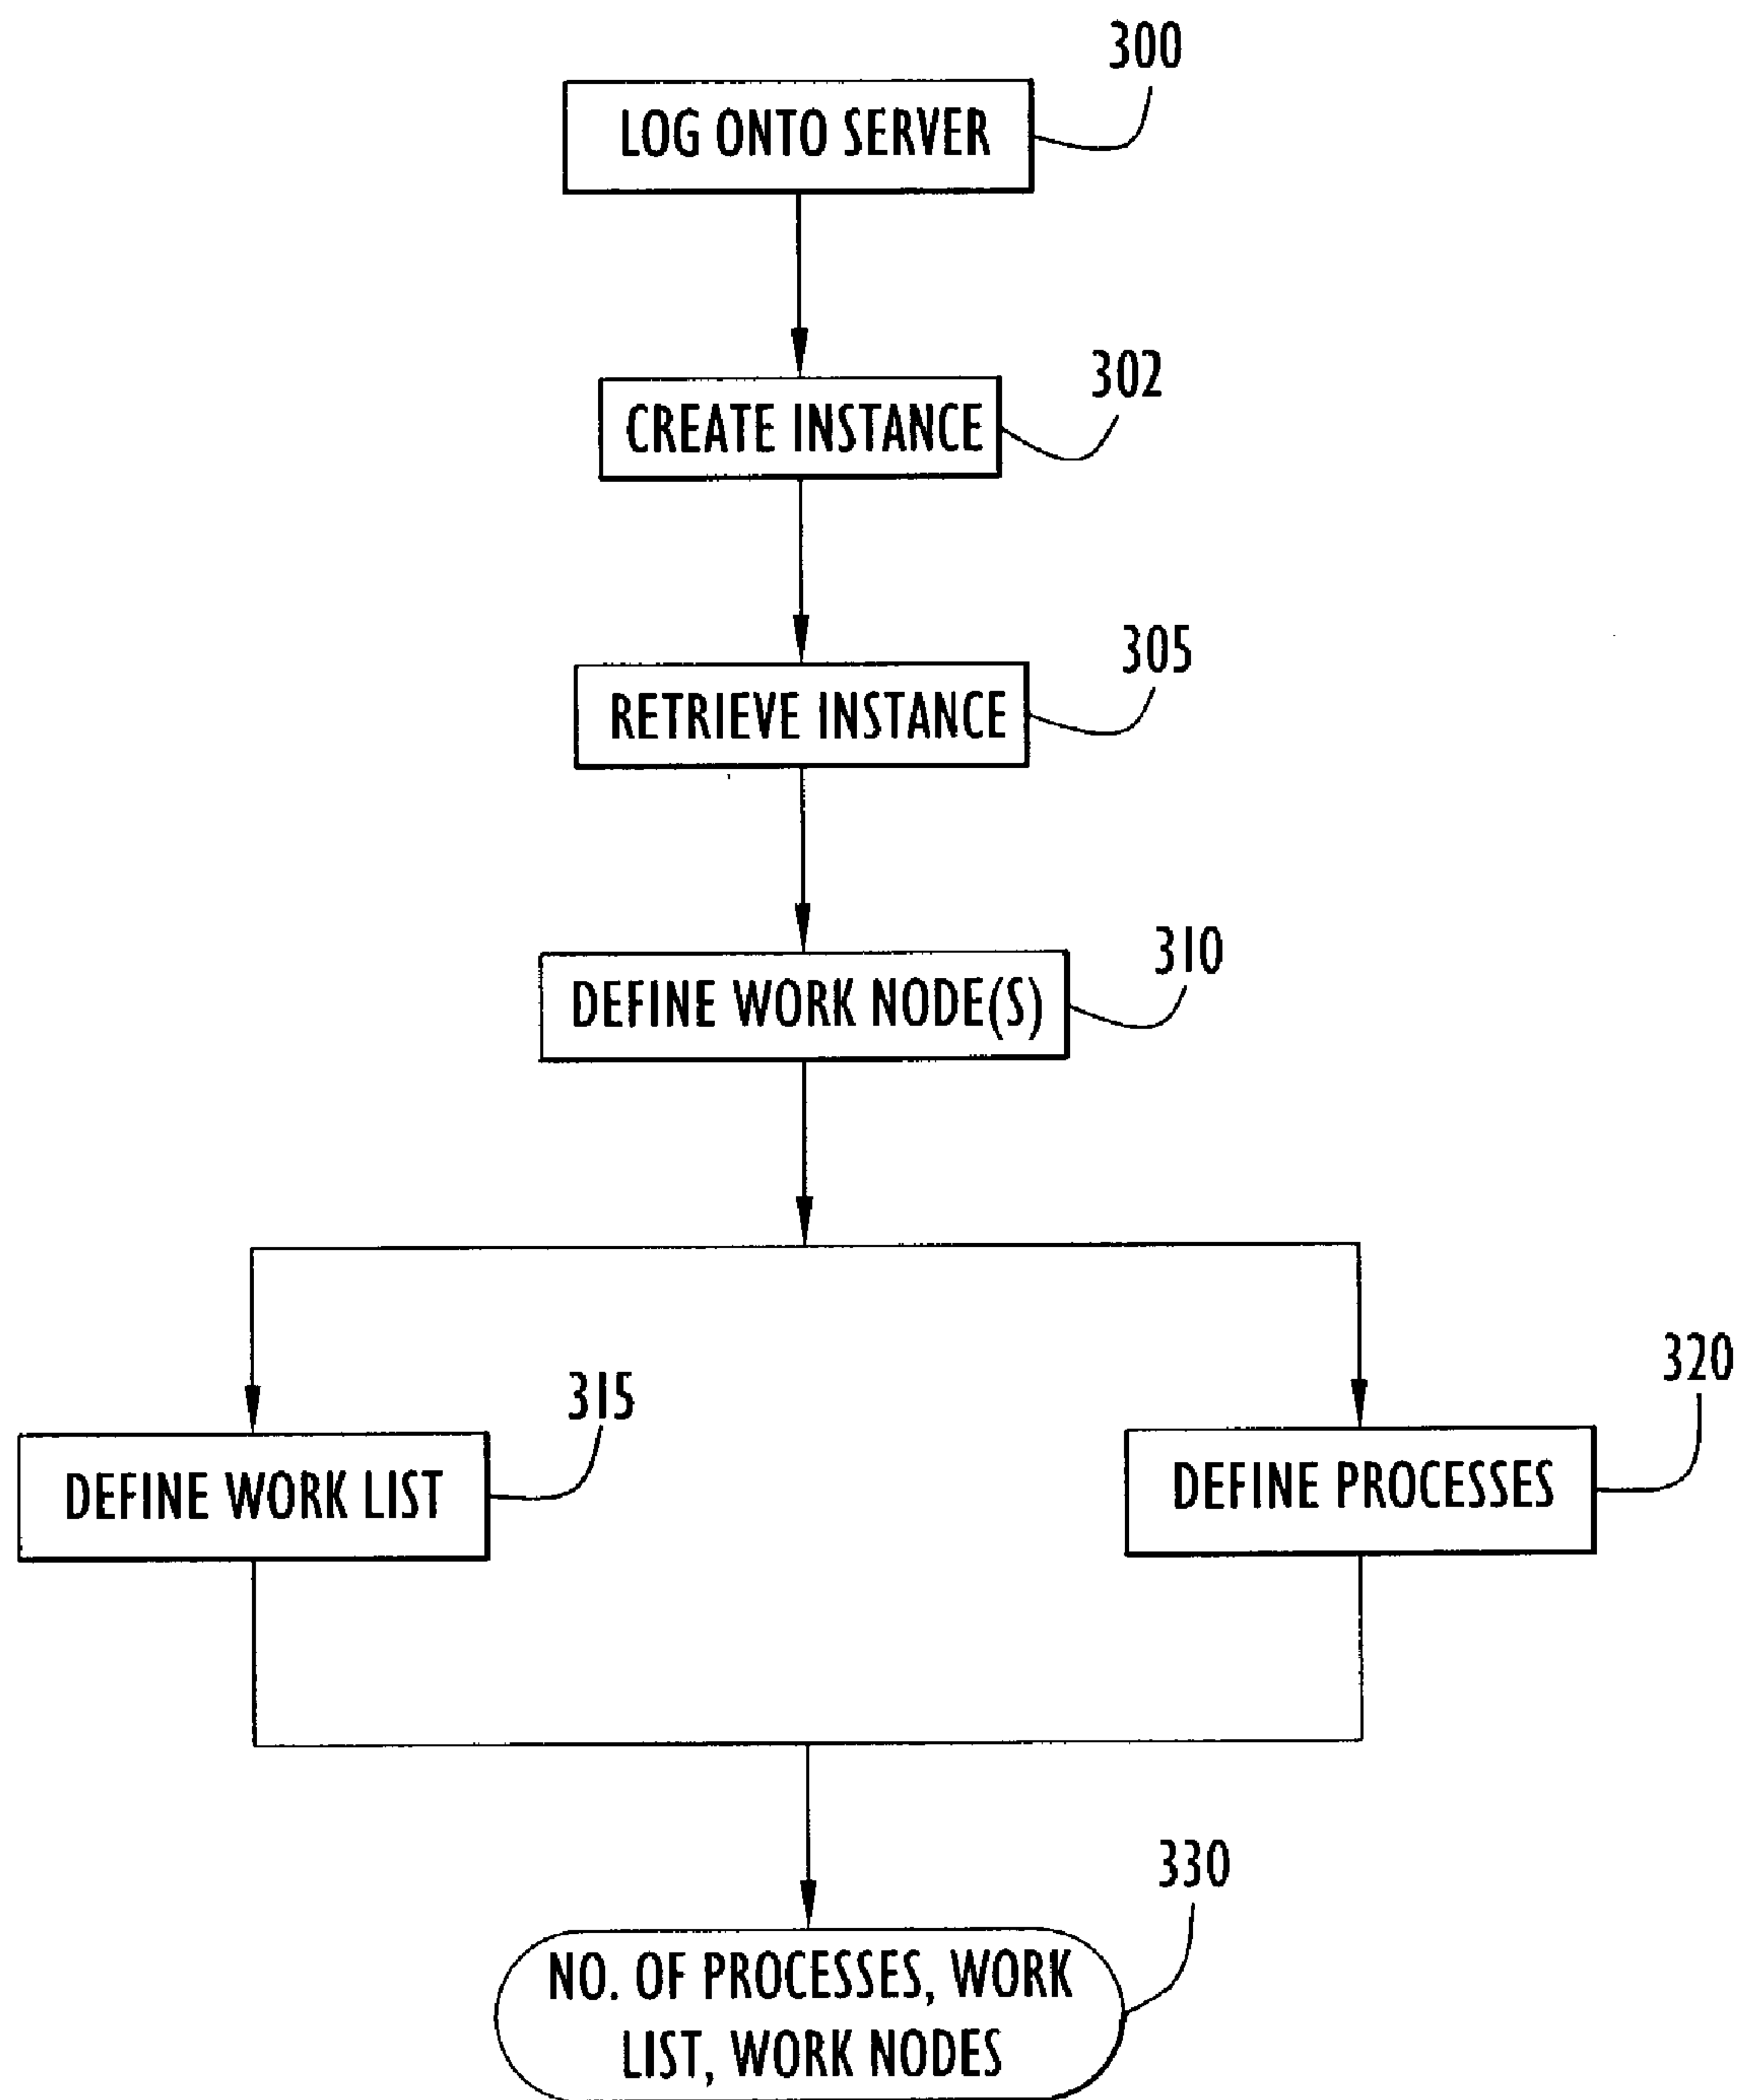 300
LOG ONTO SERVER
302
CREATE INSTANCE
305
RETRIEVE INSTANCE
310
DEFINE WORK NODE(S)
315
DEFINE WORK LIST
320
DEFINE PROCESSES
330
NO. OF PROCESSES, WORK
LIST, WORK NODES